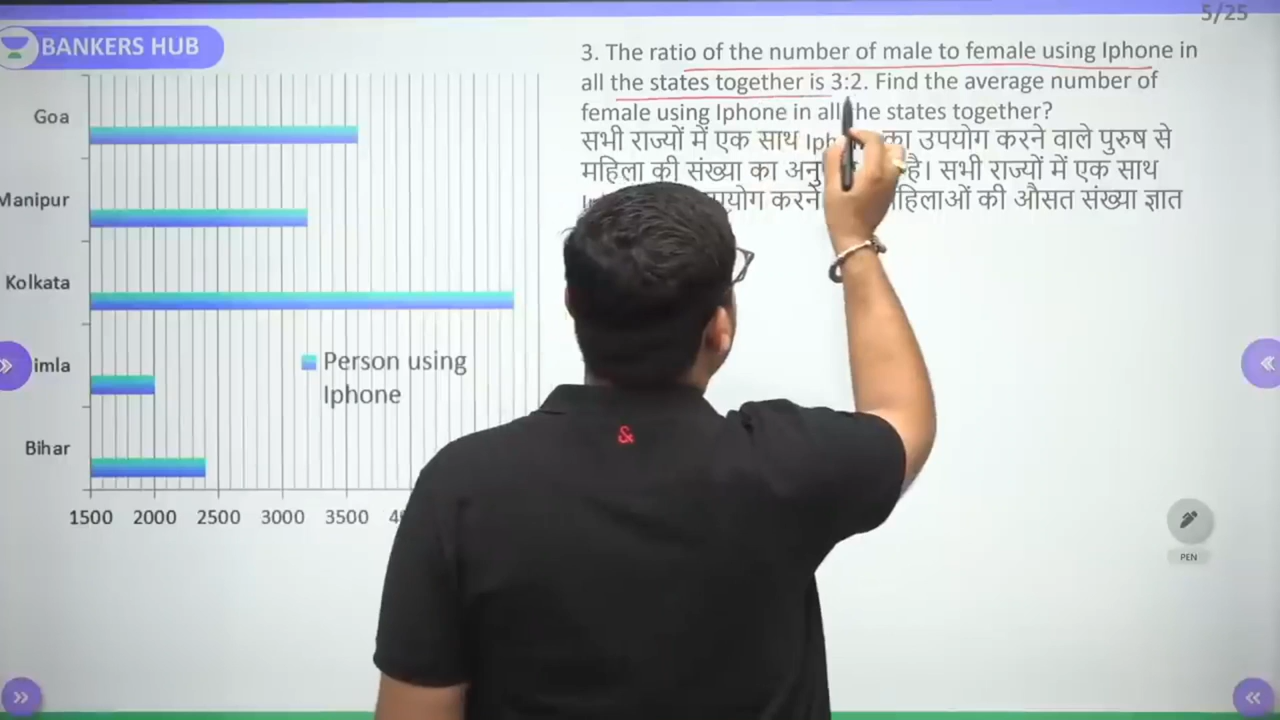 5/25
BANKERS HUB
3. The ratio of the number of male to female using Iphone in
all the states together is 3:2. Find the average number of
female using Iphone in all the states together?
सभी राज्यों में एक साथ का उपयोग करने वाले पुरुष से
महिला की संख्या का है। सभी राज्यों में एक साथ
करने की औसत संख्या ज्ञात
Goa
Manipur
Kolkata
imla
Bihar
Person using
Iphone
1500 2000 2500 3000 3500
&
PEN